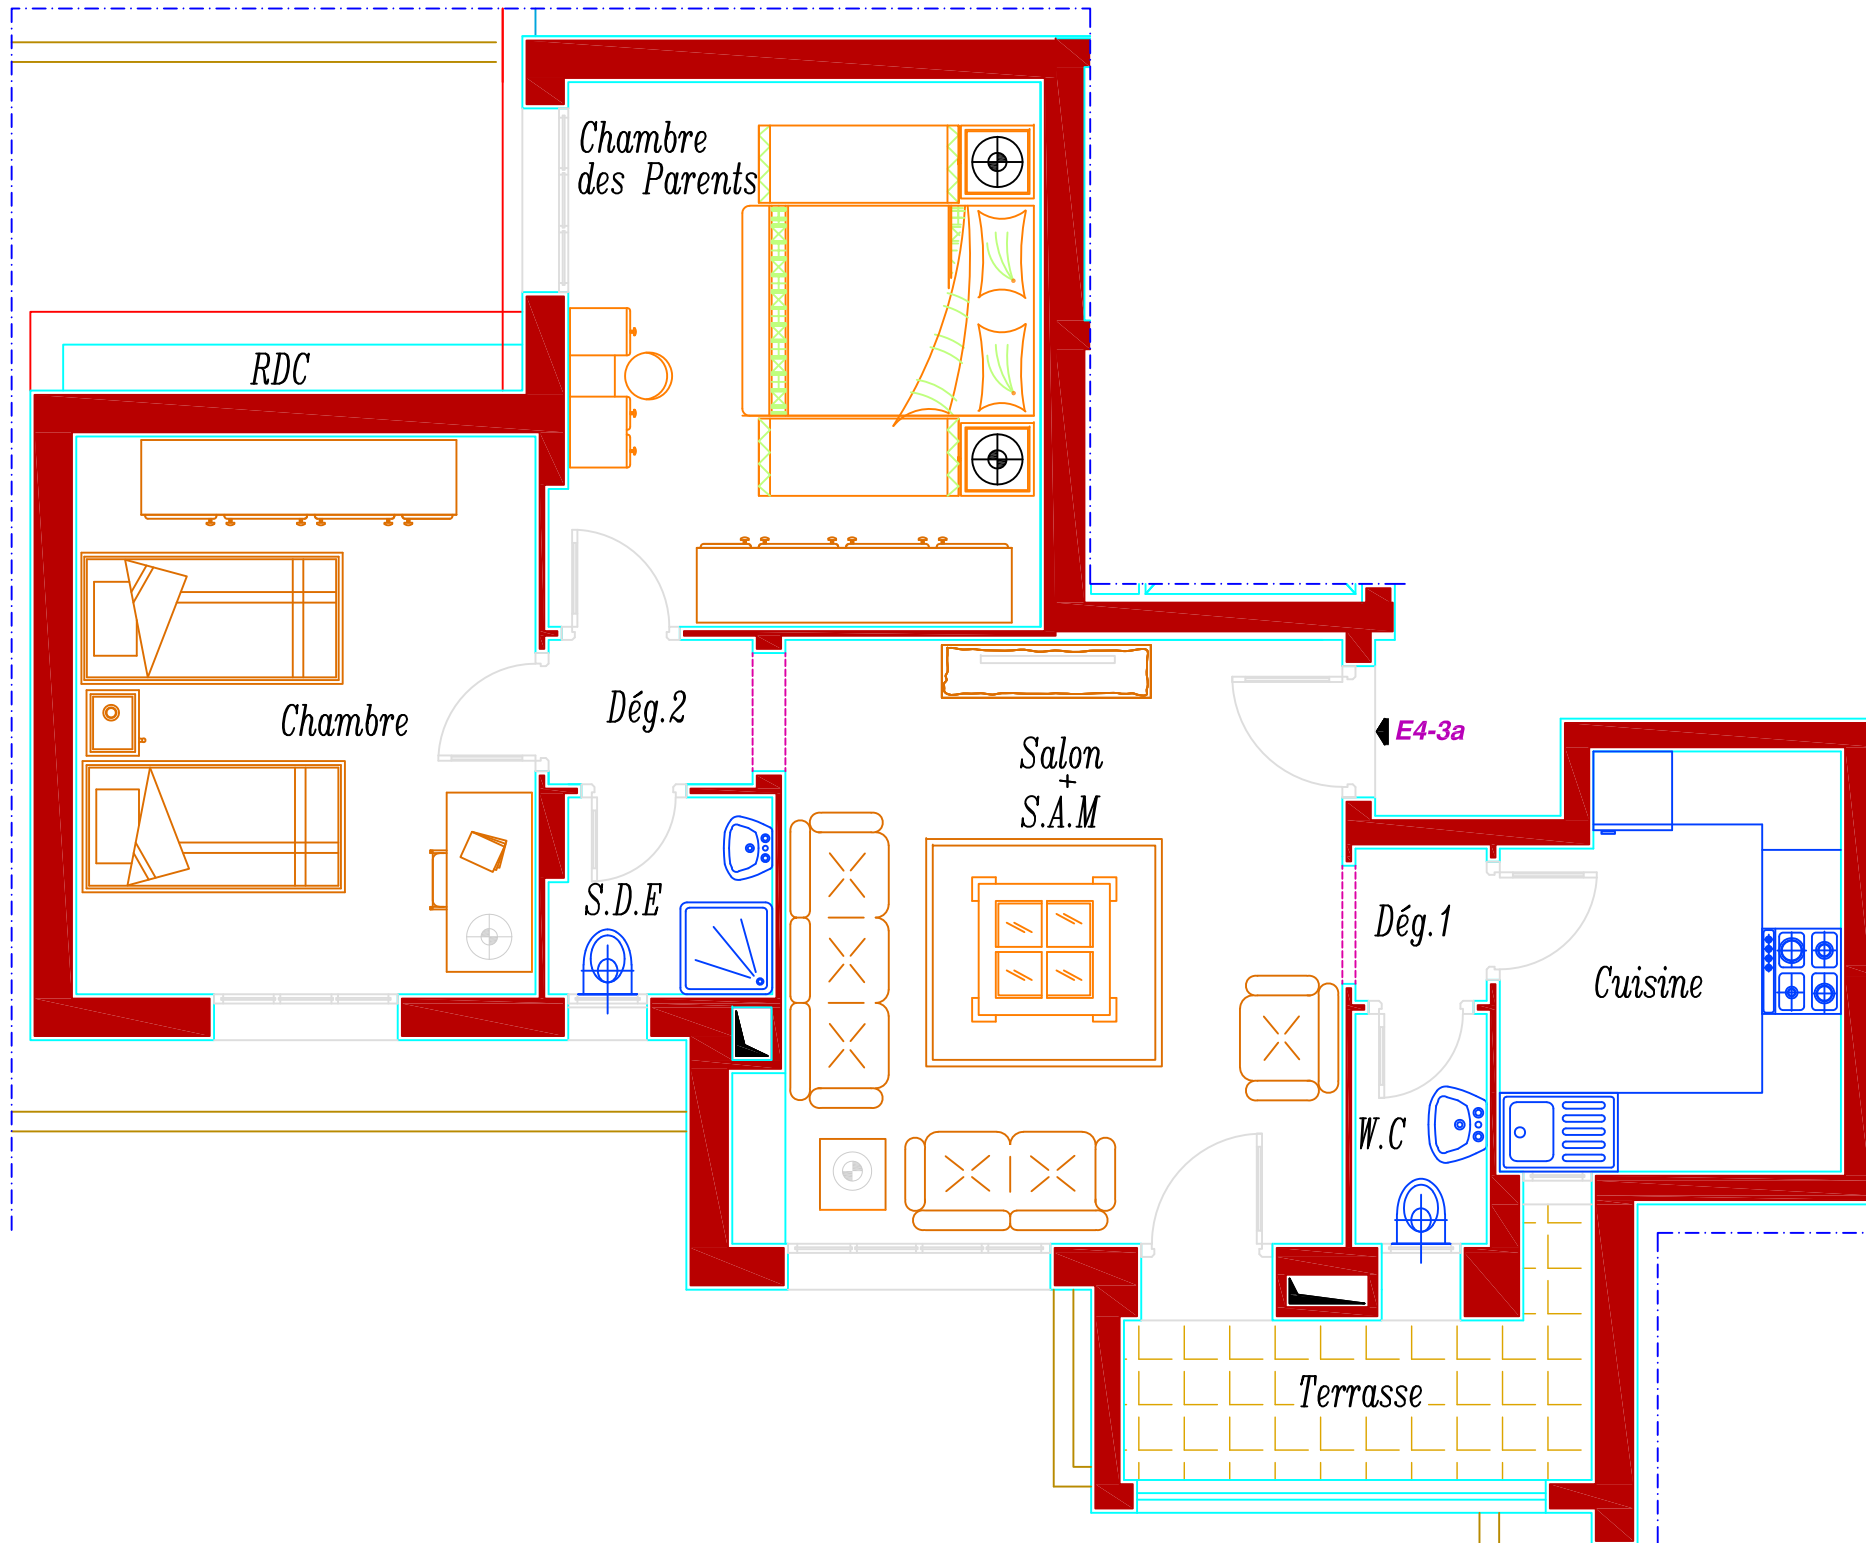 Chambre
des Parents
RDC
Chambre
Dég.2
Salon
+
S.A.M
E4-3a
S.D.E
Dég.1
Cuisine
W.C
Terrasse